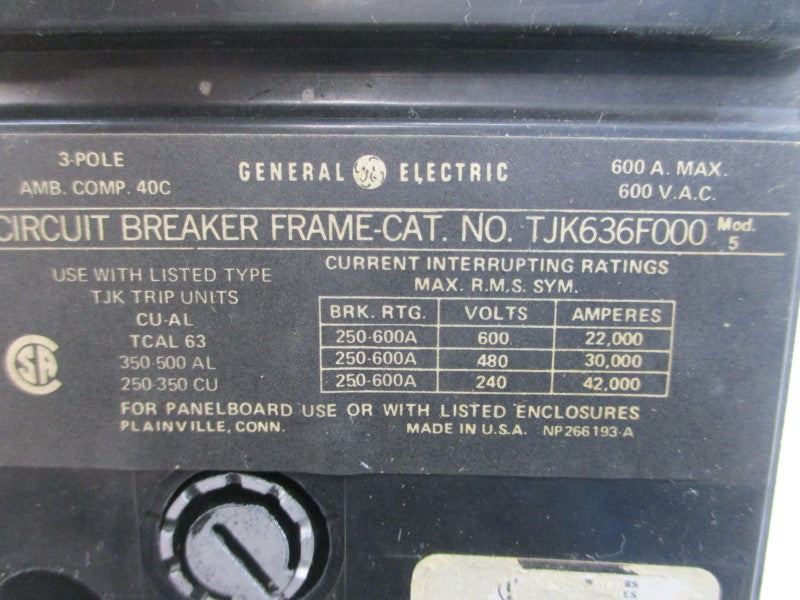 3-POLE
AMB. COMP. 40C
GENERAL GE ELECTRIC
600 A. MAX.
600 V.A.C.
CIRCUIT BREAKER FRAME-CAT. NO. TJK636F000 Mod. 5
USE WITH LISTED TYPE
TJK TRIP UNITS
CU-AL
TCAL 63
350-500 AL
250-350 CU
SA
CURRENT INTERRUPTING RATINGS
MAX. R.M.S. SYM.
BRK. RTG. VOLTS AMPERES
250-600A 600 22,000
250-600A 480 30,000
250-600A 240 42,000
FOR PANELBOARD USE OR WITH LISTED ENCLOSURES
PLAINVILLE, CONN. MADE IN U.S.A. NP266193-A